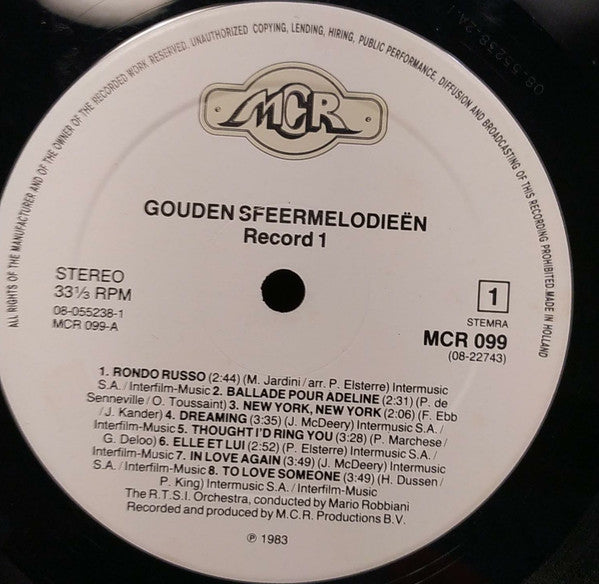 ALL RIGHTS OF THE MANUFACTURER AND OF THE OWNER OF THE RECORDED WORK RESERVED. UNAUTHORIZED COPYING, LENDING, HIRING, PUBLIC PERFORMANCE, DIFFUSION AND BROADCASTING OF THIS RECORDING PROHIBITED MADE IN HOLLAND
MCR
GOUDEN SFEERMELODIEËN
Record 1
STEREO
33⅓ RPM
08-055238-1
MCR 099-A
1
STEMRA
MCR 099
(08-22743)
1. RONDO RUSSO (2:44) (M. Jardini/arr. P. Elsterre) Intermusic
S.A./Interfilm-Music 2. BALLADE POUR ADELINE (2:31) (P. de
Senneville/O. Toussaint) 3. NEW YORK, NEW YORK (2:06) (F. Ebb
/J. Kander) 4. DREAMING (3:35) (J. McDeery) Intermusic S.A./
Interfilm-Music 5. THOUGHT I'D RING YOU (3:28) (P. Marchese/
G. Deloo) 6. ELLE ET LUI (2:52) (P. Elsterre) Intermusic S.A./
Interfilm-Music 7. IN LOVE AGAIN (3:49) (J. McDeery) Intermusic
S.A./Interfilm-Music 8. TO LOVE SOMEONE (3:49) (H. Dussen/
P. King) Intermusic S.A./Interfilm-Music
The R.T.S.I. Orchestra, conducted by Mario Robbiani
Recorded and produced by M.C.R. Productions B.V.
℗ 1983